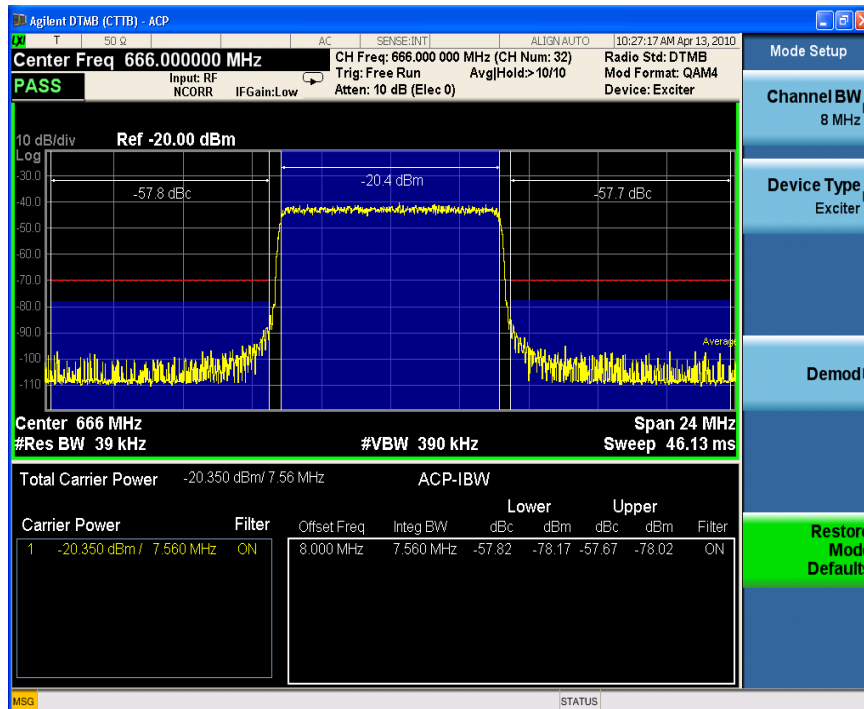 Agilent DTMB (CTTB) - ACP
LXI T 50 Ω AC SENSE:INT ALIGN AUTO 10:27:17 AM Apr 13, 2010
Center Freq 666.000000 MHz
CH Freq: 666.000 000 MHz (CH Num: 32) Radio Std: DTMB
Input: RF Trig: Free Run Avg|Hold:>10/10 Mod Format: QAM4
PASS NCORR IFGain:Low Atten: 10 dB (Elec 0) Device: Exciter
10 dB/div Ref -20.00 dBm
Log
-30.0
-57.8 dBc -20.4 dBm -57.7 dBc
-40.0
-50.0
-60.0
-70.0
-80.0
-90.0
Average
-100
-110
Center 666 MHz Span 24 MHz
#Res BW 39 kHz #VBW 390 kHz Sweep 46.13 ms
Total Carrier Power -20.350 dBm/ 7.56 MHz ACP-IBW
Lower Upper
Carrier Power Filter Offset Freq Integ BW dBc dBm dBc dBm Filter
1 -20.350 dBm / 7.560 MHz ON 8.000 MHz 7.560 MHz -57.82 -78.17 -57.67 -78.02 ON
MSG STATUS
Mode Setup
Channel BW
8 MHz
Device Type
Exciter
Demod
Restore
Mode
Defaults